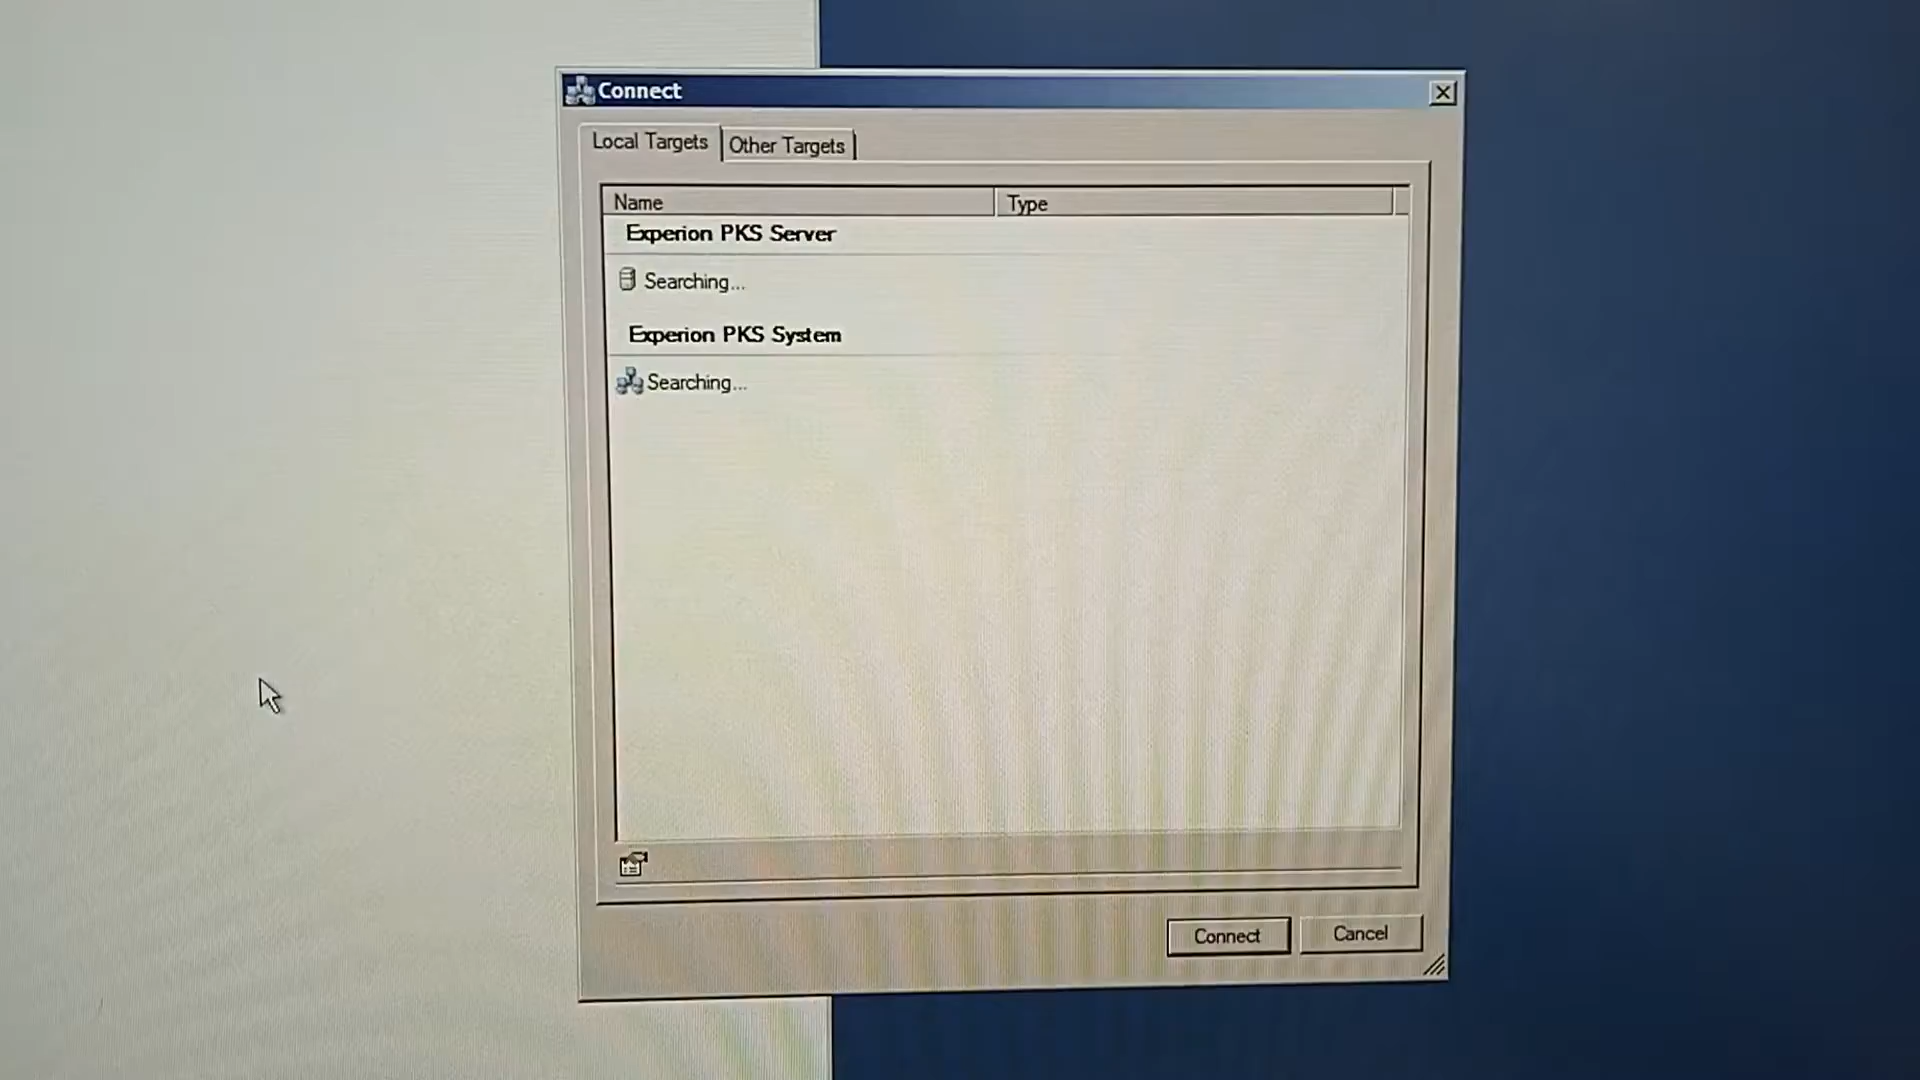 Connect
Local Targets
Other Targets
Name
Type
Experion PKS Server
Searching...
Experion PKS System
Searching...
Connect
Cancel